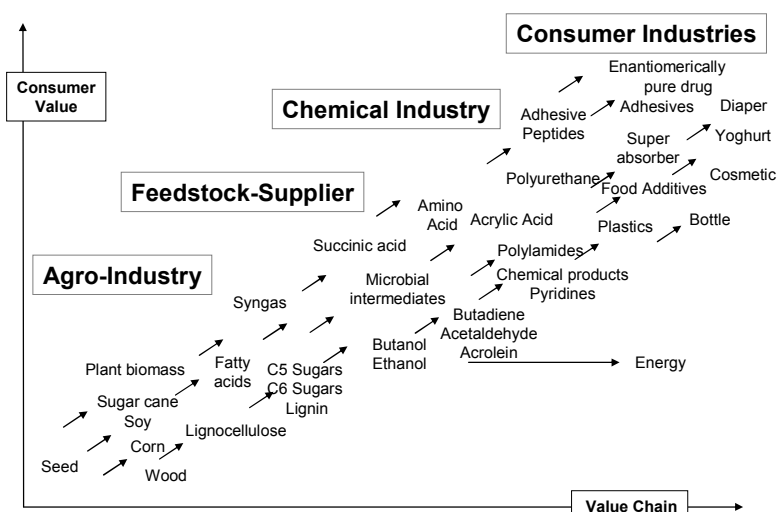 Consumer Industries
Consumer
Value
Enantiomerically
pure drug
Chemical Industry
Adhesive
Peptides
Adhesives
Diaper
Super
absorber
Yoghurt
Feedstock-Supplier
Polyurethane
Food Additives
Cosmetic
Amino
Acid
Acrylic Acid
Plastics
Bottle
Succinic acid
Polylamides
Agro-Industry
Microbial
intermediates
Chemical products
Pyridines
Syngas
Butadiene
Acetaldehyde
Acrolein
Butanol
Ethanol
Energy
Plant biomass
Fatty
acids
C5 Sugars
C6 Sugars
Lignin
Sugar cane
Soy
Lignocellulose
Corn
Seed
Wood
Value Chain